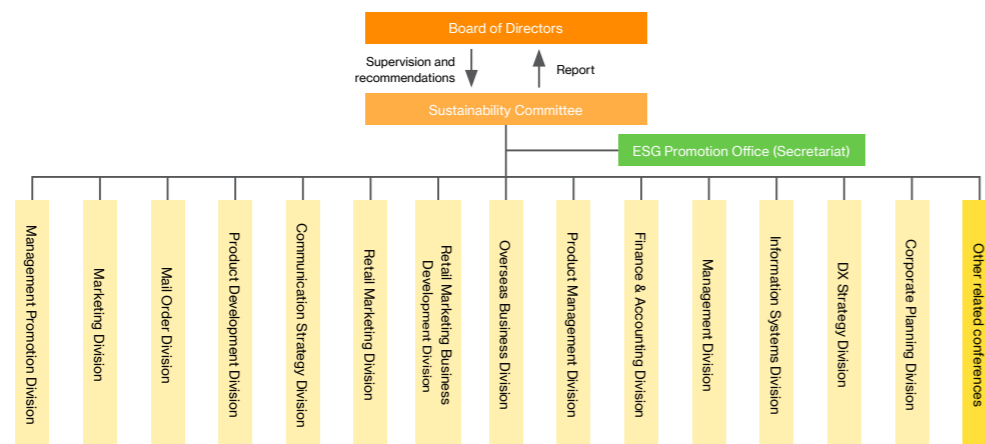 Board of Directors
Supervision and
recommendations
Report
Sustainability Committee
ESG Promotion Office (Secretariat)
Management Promotion Division
Marketing Division
Mail Order Division
Product Development Division
Communication Strategy Division
Retail Marketing Division
Retail Marketing Business
Development Division
Overseas Business Division
Product Management Division
Finance & Accounting Division
Management Division
Information Systems Division
DX Strategy Division
Corporate Planning Division
Other related conferences